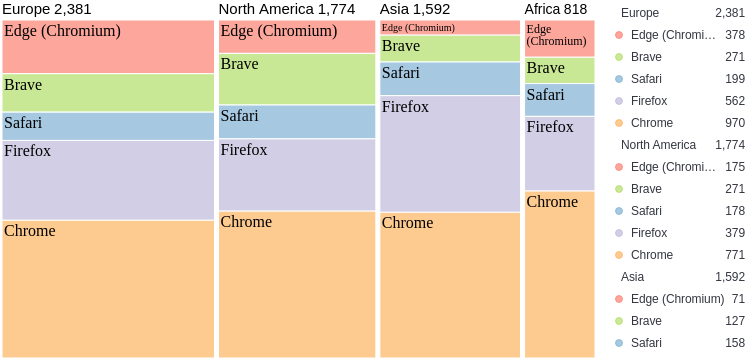 Europe 2,381
Edge (Chromium)
Brave
Safari
Firefox
Chrome
North America 1,774
Edge (Chromium)
Brave
Safari
Firefox
Chrome
Asia 1,592
Edge (Chromium)
Brave
Safari
Firefox
Chrome
Africa 818
Edge
(Chromium)
Brave
Safari
Firefox
Chrome
Europe 2,381
Edge (Chromi… 378
Brave 271
Safari 199
Firefox 562
Chrome 970
North America 1,774
Edge (Chromi… 175
Brave 271
Safari 178
Firefox 379
Chrome 771
Asia 1,592
Edge (Chromium) 71
Brave 127
Safari 158